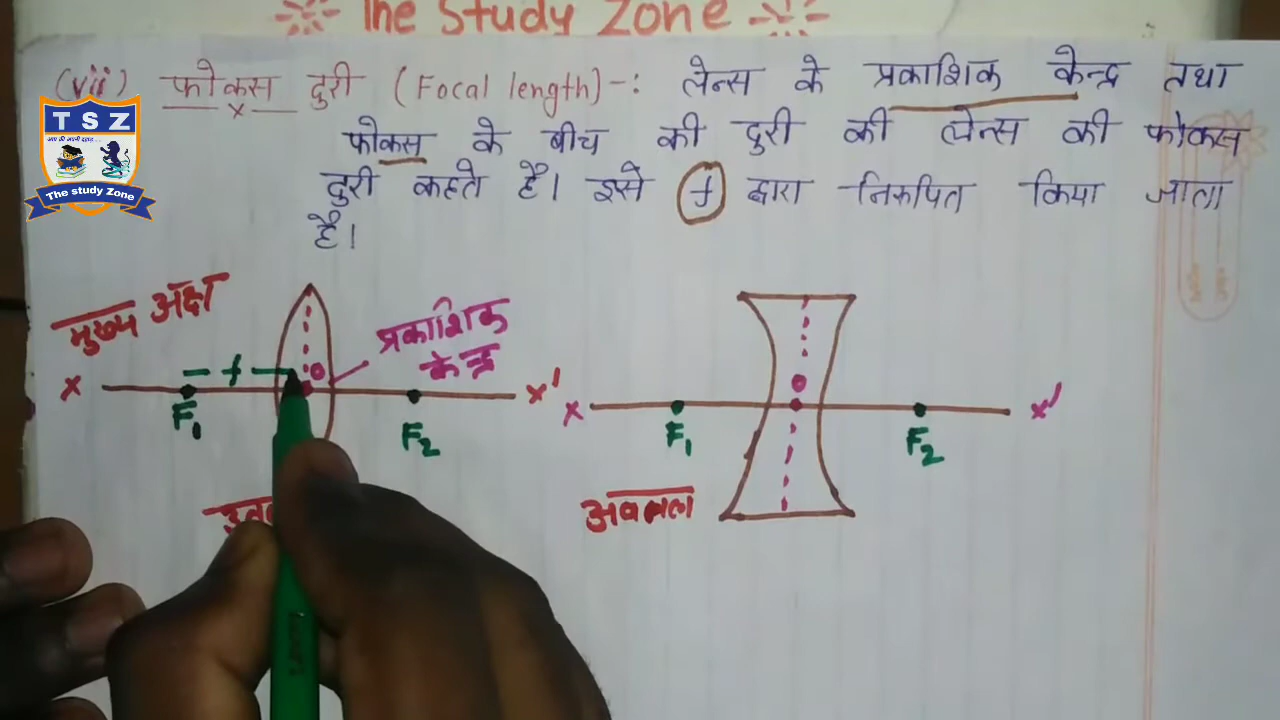 The Study Zone
(vii) फोकस दुरी (Focal length)-: लेन्स के प्रकाशिक केन्द्र तथा
फोकस के बीच की दुरी की लेन्स की फोकस
दुरी कहते है। इसे f द्वारा निरुपित किया जाता
है।
TSZ
The study Zone
मुख्य अक्ष
प्रकाशिक
केन्द्र
f
O
X
X'
F1
F2
O
X
X'
F1
F2
अवतल